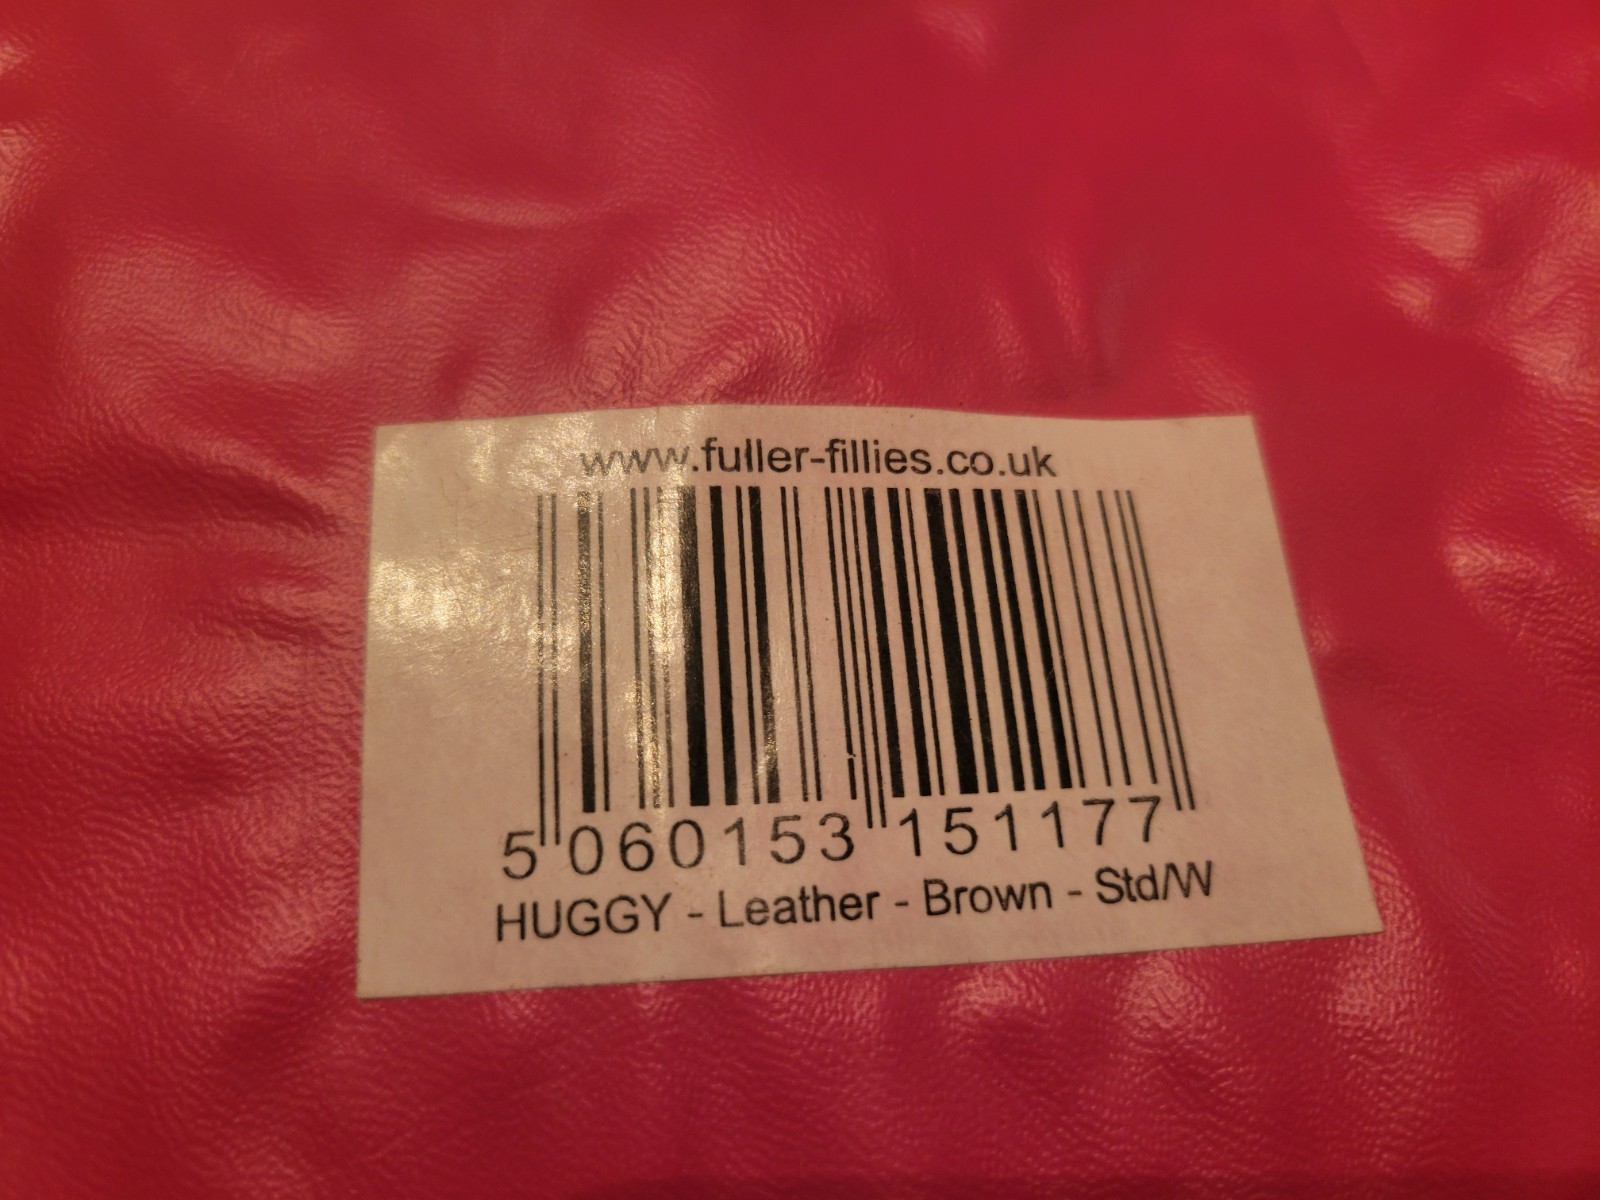 www.fuller-fillies.co.uk
5 060153 151177
HUGGY - Leather - Brown - Std/W